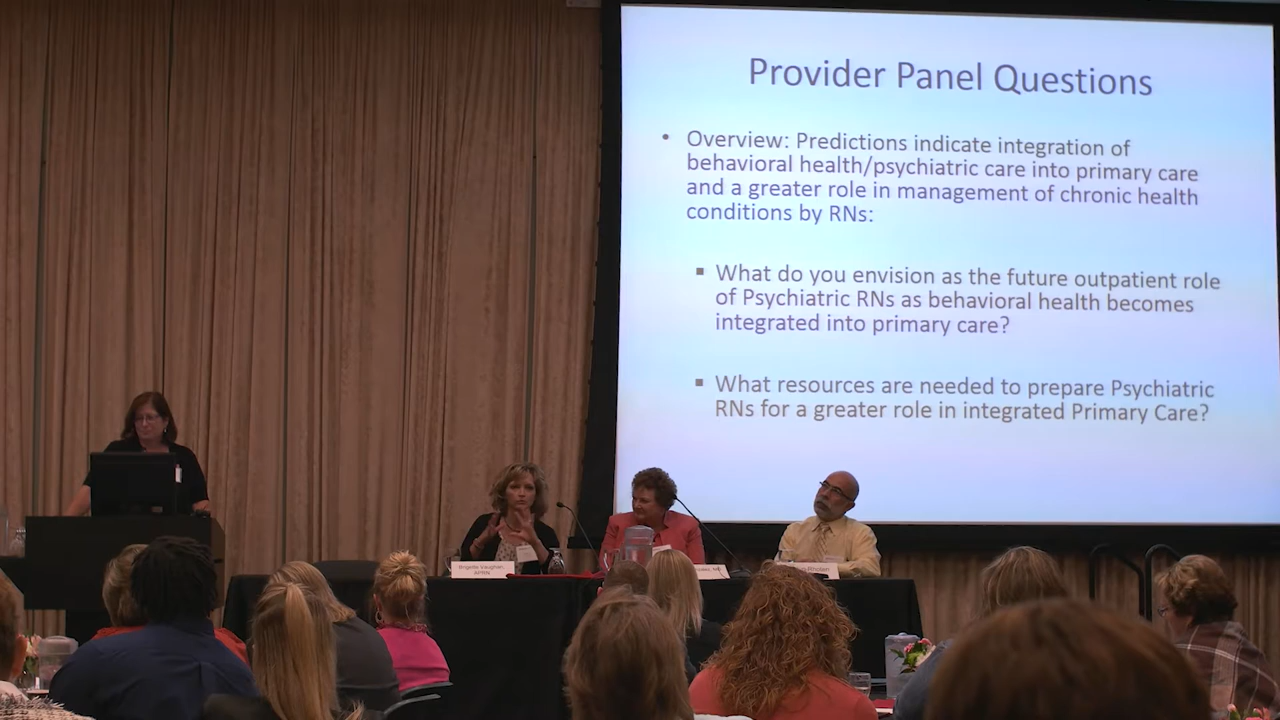 Provider Panel Questions
• Overview: Predictions indicate integration of
behavioral health/psychiatric care into primary care
and a greater role in management of chronic health
conditions by RNs:
▪ What do you envision as the future outpatient role
of Psychiatric RNs as behavioral health becomes
integrated into primary care?
▪ What resources are needed to prepare Psychiatric
RNs for a greater role in integrated Primary Care?
Brigette Vaughan,
APRN